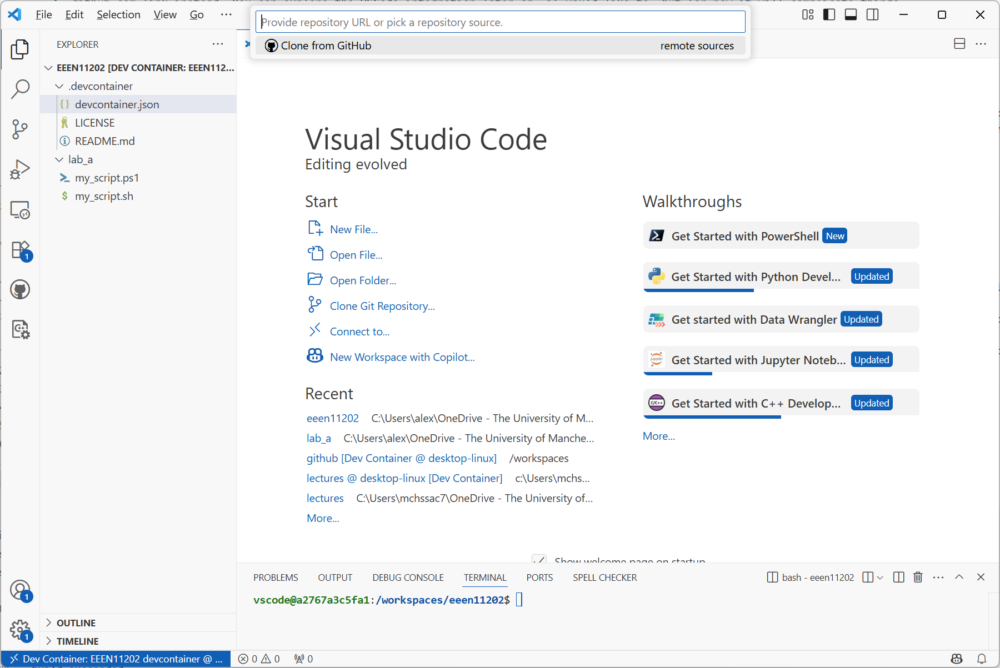 File Edit Selection View Go ···
Provide repository URL or pick a repository source.
Clone from GitHub remote sources
EXPLORER ···
EEEN11202 [DEV CONTAINER: EEEN112...
.devcontainer
{} devcontainer.json
LICENSE
README.md
lab_a
my_script.ps1
$ my_script.sh
OUTLINE
TIMELINE
1
1
1
Visual Studio Code
Editing evolved
Start
New File...
Open File...
Open Folder...
Clone Git Repository...
Connect to...
New Workspace with Copilot...
Recent
eeen11202 C:\Users\alex\OneDrive - The University of M...
lab_a C:\Users\alex\OneDrive - The University of Manche...
github [Dev Container @ desktop-linux] /workspaces
lectures @ desktop-linux [Dev Container] c:\Users\mchs...
lectures C:\Users\mchssac7\OneDrive - The University of...
More...
Walkthroughs
Get Started with PowerShell New
Get Started with Python Devel... Updated
Get started with Data Wrangler Updated
Get Started with Jupyter Noteb... Updated
Get Started with C++ Develop... Updated
More...
Show welcome page on startup
PROBLEMS OUTPUT DEBUG CONSOLE TERMINAL PORTS SPELL CHECKER bash - eeen11202
vscode@a2767a3c5fa1:/workspaces/eeen11202$
Dev Container: EEEN11202 devcontainer @ ... 0 0 0